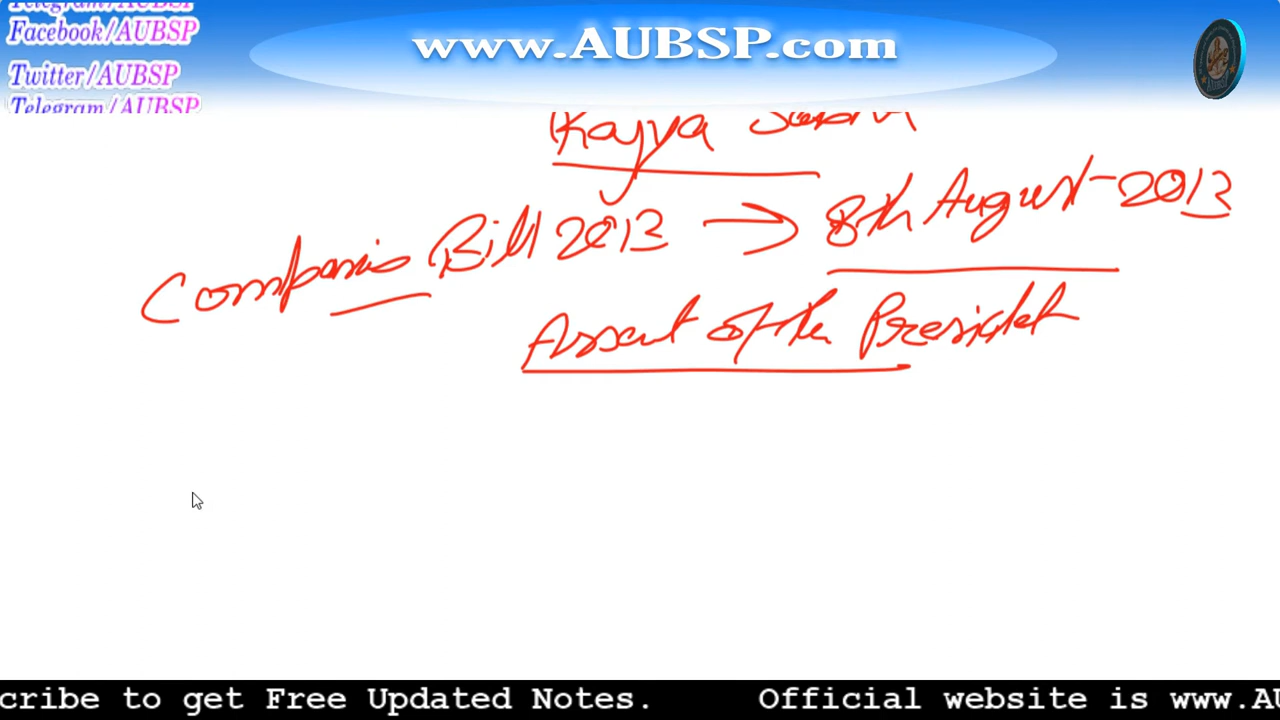 Telegram/AUBSP
Facebook/AUBSP
Twitter/AUBSP
Telegram/AUBSP
www.AUBSP.com
Rajya Sabha
Companies Bill 2013 → 8th August-2013
Assent of the President
cribe to get Free Updated Notes. Official website is www.AU